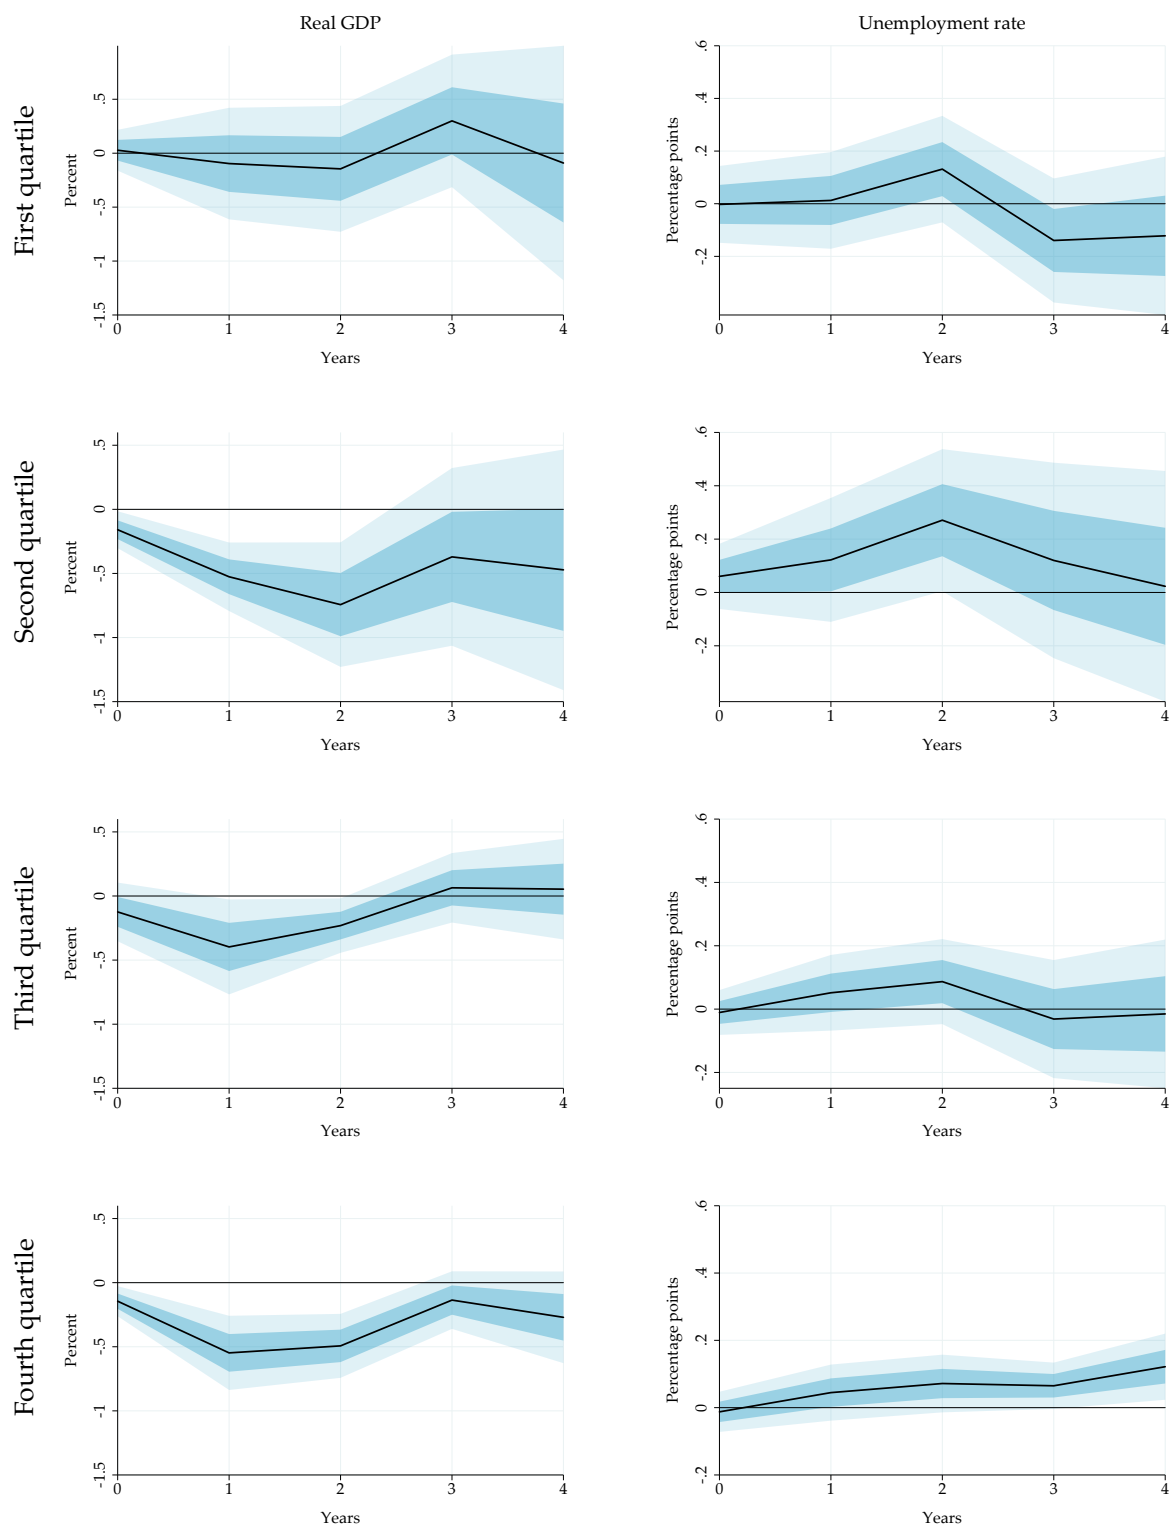 Real GDP
Unemployment rate
First quartile
Percent
.5
0
-.5
-1
-1.5
0 1 2 3 4
Years
Percentage points
.6
.4
.2
0
-.2
0 1 2 3 4
Years
Second quartile
Percent
.5
0
-.5
-1
-1.5
0 1 2 3 4
Years
Percentage points
.6
.4
.2
0
-.2
0 1 2 3 4
Years
Third quartile
Percent
.5
0
-.5
-1
-1.5
0 1 2 3 4
Years
Percentage points
.6
.4
.2
0
-.2
0 1 2 3 4
Years
Fourth quartile
Percent
.5
0
-.5
-1
-1.5
0 1 2 3 4
Years
Percentage points
.6
.4
.2
0
-.2
0 1 2 3 4
Years